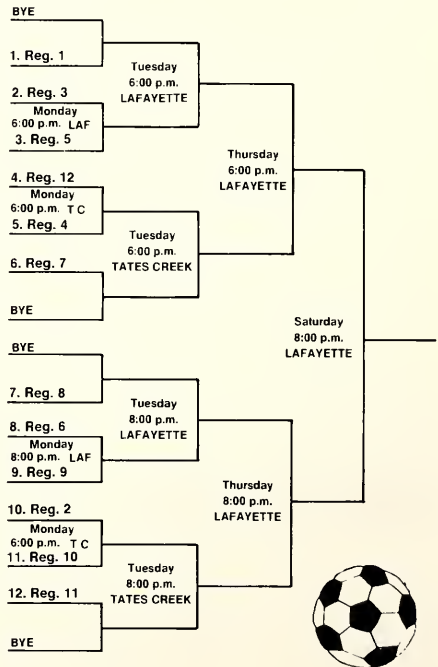 BYE
1. Reg. 1
Tuesday
6:00 p.m.
LAFAYETTE
2. Reg. 3
Monday
6:00 p.m. LAF
3. Reg. 5
Thursday
6:00 p.m.
LAFAYETTE
4. Reg. 12
Monday
6:00 p.m. T C
5. Reg. 4
Tuesday
6:00 p.m.
TATES CREEK
6. Reg. 7
BYE
Saturday
8:00 p.m.
LAFAYETTE
BYE
7. Reg. 8
Tuesday
8:00 p.m.
LAFAYETTE
8. Reg. 6
Monday
8:00 p.m. LAF
9. Reg. 9
Thursday
8:00 p.m.
LAFAYETTE
10. Reg. 2
Monday
6:00 p.m. T C
11. Reg. 10
Tuesday
8:00 p.m.
TATES CREEK
12. Reg. 11
BYE